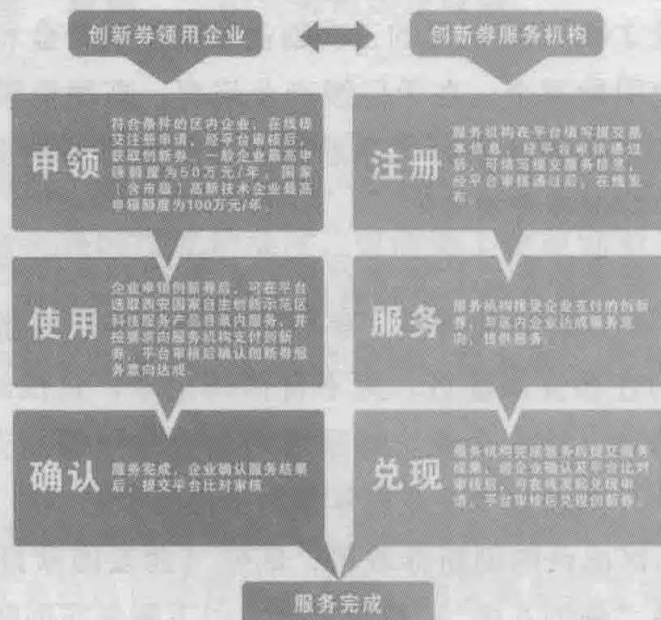 创新券领用企业
创新券服务机构
申领
符合条件的区内企业，在线提
交注册申请，经平台审核后，
获取创新券。一般企业最高申
领额度为50万元/年，国家
（含市级）高新技术企业最高
申领额度为100万元/年。
注册
服务机构在平台填写提交基
本信息，经平台审核通过
后，可填写提交服务信息，
经平台审核通过后，在线发
布。
使用
企业申领创新券后，可在平台
选取西安国家自主创新示范区
科技服务产品目录内服务，并
按要求向服务机构支付创新
券，平台审核后确认创新券服
务意向达成。
服务
服务机构接受企业支付的创新
券，与区内企业达成服务意
向，提供服务。
确认
服务完成，企业确认服务结果
后，提交平台比对审核。
兑现
服务机构完成服务后提交服务
成果，经企业确认及平台比对
审核后，可在线发起兑现申
请，平台审核后兑现创新券。
服务完成